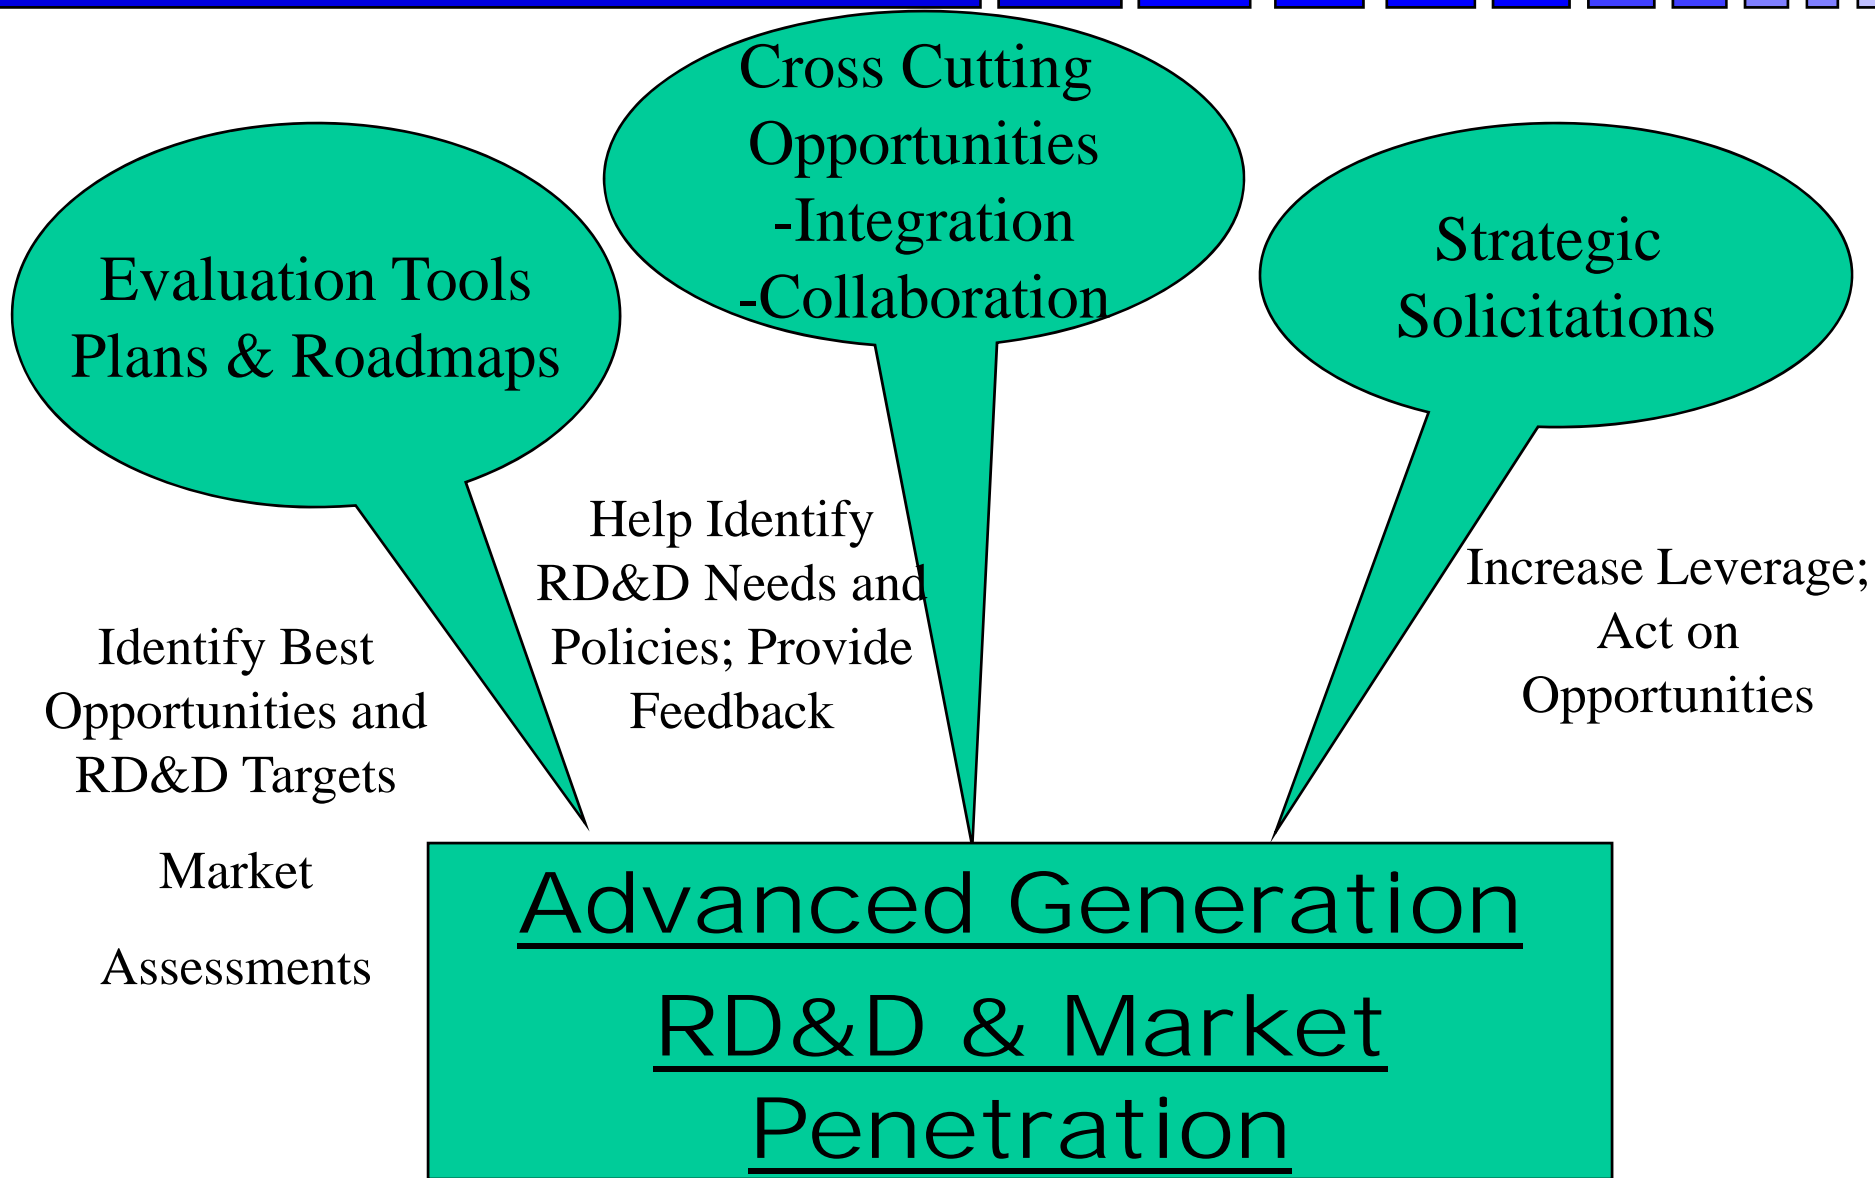 Cross Cutting
Opportunities
-Integration
-Collaboration
Evaluation Tools
Plans & Roadmaps
Strategic
Solicitations
Help Identify
RD&D Needs and
Policies; Provide
Feedback
Increase Leverage;
Act on
Opportunities
Identify Best
Opportunities and
RD&D Targets
Market
Assessments
Advanced Generation
RD&D & Market
Penetration